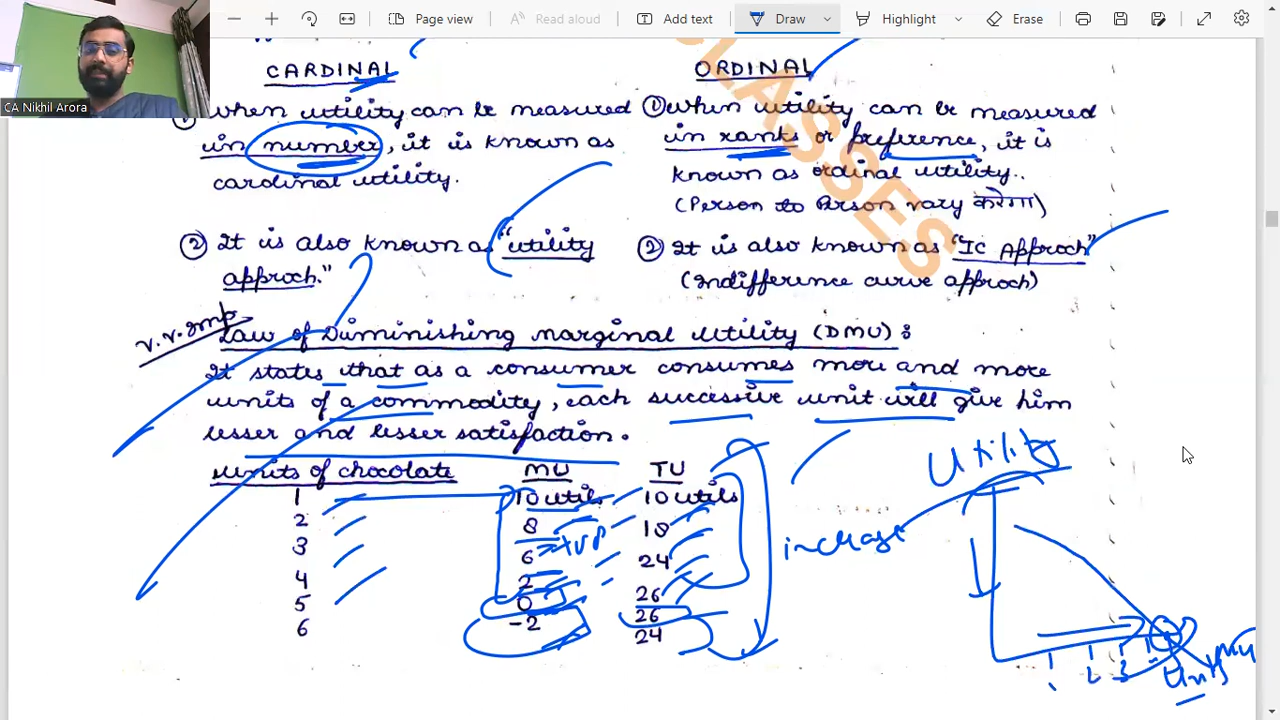 Page view
Read aloud
Add text
Draw
Highlight
Erase
CA Nikhil Arora
CLASSES
CARDINAL
when utility can be measured
in number, it is known as
cardinal utility.
② It is also known as "utility
approch."
ORDINAL
① when utility can be measured
in ranks or preference, it is
known as ordinal utility.
(Person to Person vary करेगा)
② It is also known as "IC Approch"
(Indifference curve approch)
v.v.imp
Law of Diminishing marginal utility (DMU):
It states that as a consumer consumes more and more
units of a commodity, each successive unit will give him
lesser and lesser satisfaction.
units of chocolate MU TU
1 10 utils 10 utils
2 8 18
3 6 24
4 2 26
5 0 26
6 -2 24
increase
Utility
Units
MU